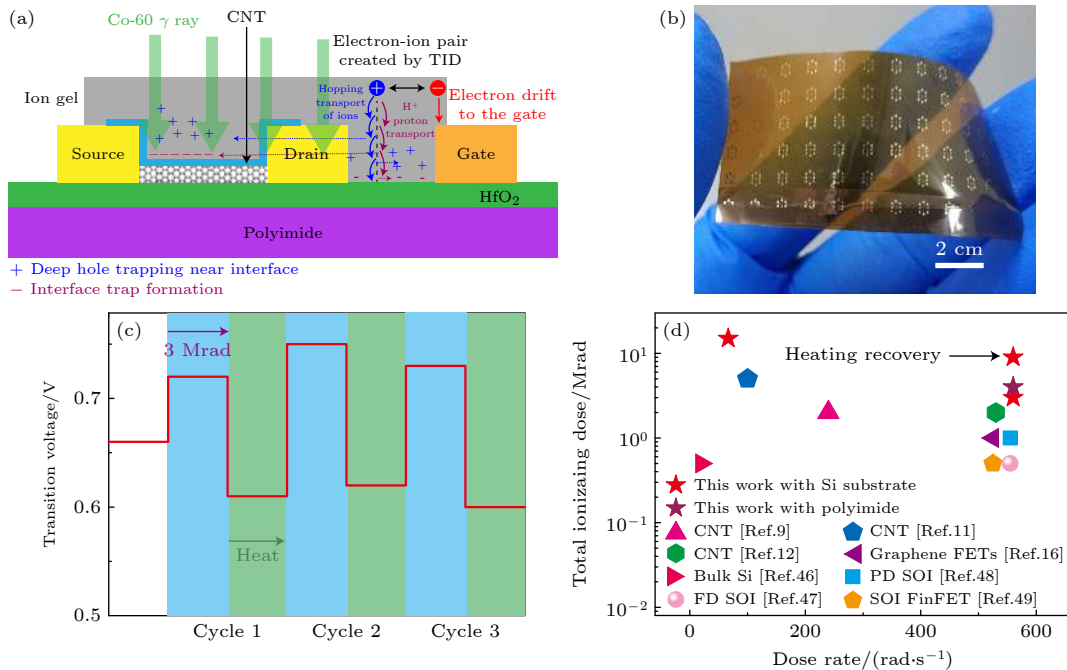 (a)
Co-60 γ ray
CNT
Electron-ion pair
created by TID
Ion gel
Hopping
transport
of ions
H+
proton
transport
Electron drift
to the gate
Source
Drain
Gate
HfO2
Polyimide
+ Deep hole trapping near interface
− Interface trap formation
(b)
2 cm
(c)
3 Mrad
Heat
Transition voltage/V
0.7
0.6
0.5
Cycle 1
Cycle 2
Cycle 3
(d)
Heating recovery
Total ionizaing dose/Mrad
10^1
10^0
10^−1
10^−2
This work with Si substrate
This work with polyimide
CNT [Ref.9]
CNT [Ref.11]
CNT [Ref.12]
Graphene FETs [Ref.16]
Bulk Si [Ref.46]
PD SOI [Ref.48]
FD SOI [Ref.47]
SOI FinFET [Ref.49]
0
200
400
600
Dose rate/(rad·s^−1)